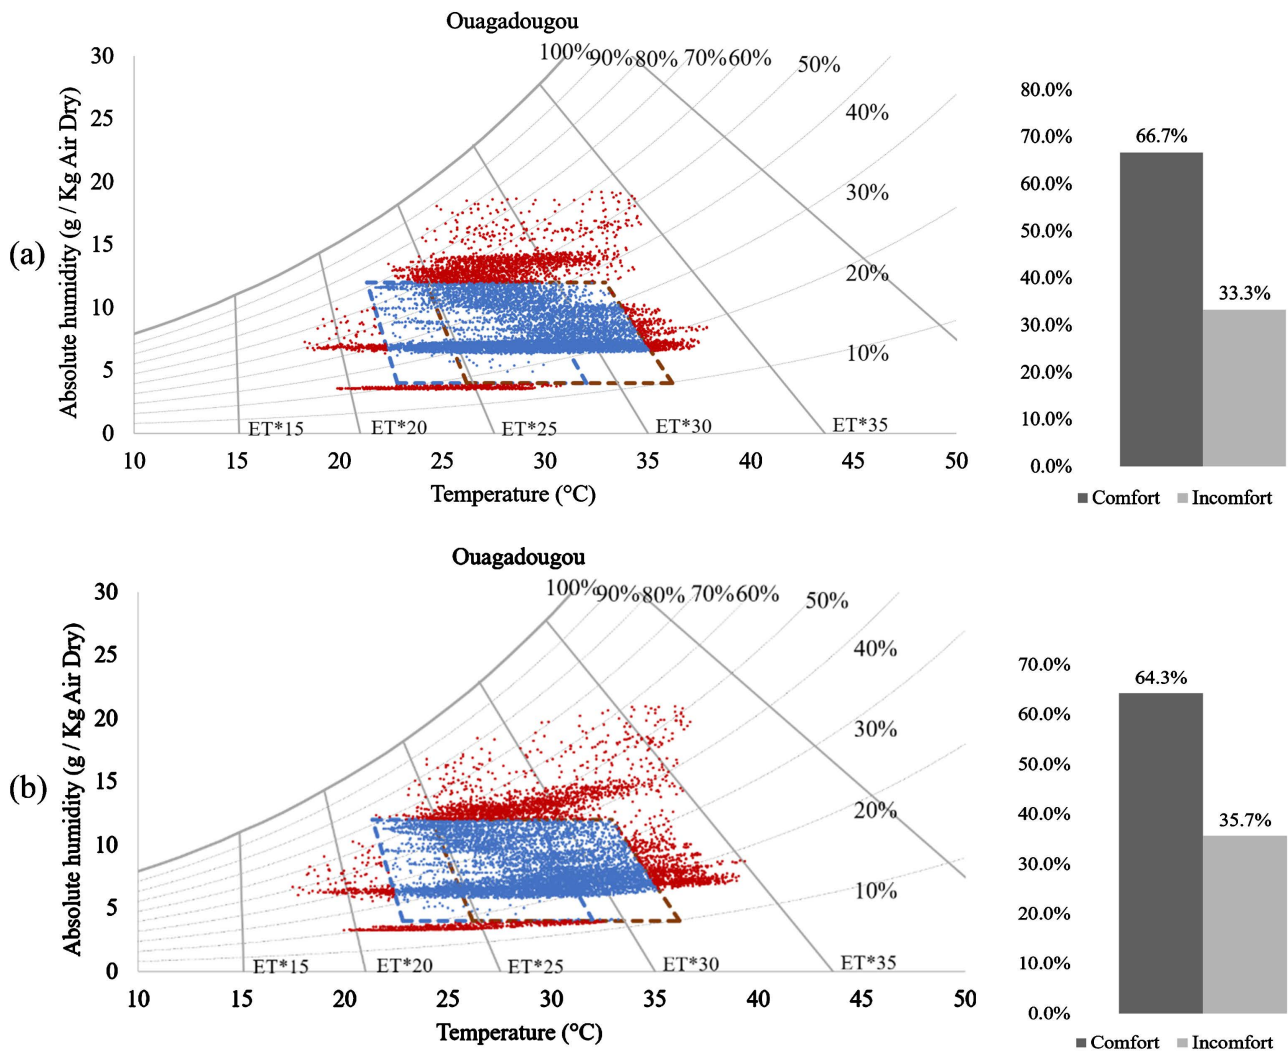 Ouagadougou
(a)
Absolute humidity (g / Kg Air Dry)
30
25
20
15
10
5
0
100% 90% 80% 70% 60% 50%
40%
30%
20%
10%
ET*15 ET*20 ET*25 ET*30 ET*35
10 15 20 25 30 35 40 45 50
Temperature (°C)
80.0%
70.0%
60.0%
50.0%
40.0%
30.0%
20.0%
10.0%
0.0%
66.7%
33.3%
Comfort Incomfort
Ouagadougou
(b)
Absolute humidity (g / Kg Air Dry)
30
25
20
15
10
5
0
100% 90% 80% 70% 60% 50%
40%
30%
20%
10%
ET*15 ET*20 ET*25 ET*30 ET*35
10 15 20 25 30 35 40 45 50
Temperature (°C)
70.0%
60.0%
50.0%
40.0%
30.0%
20.0%
10.0%
0.0%
64.3%
35.7%
Comfort Incomfort